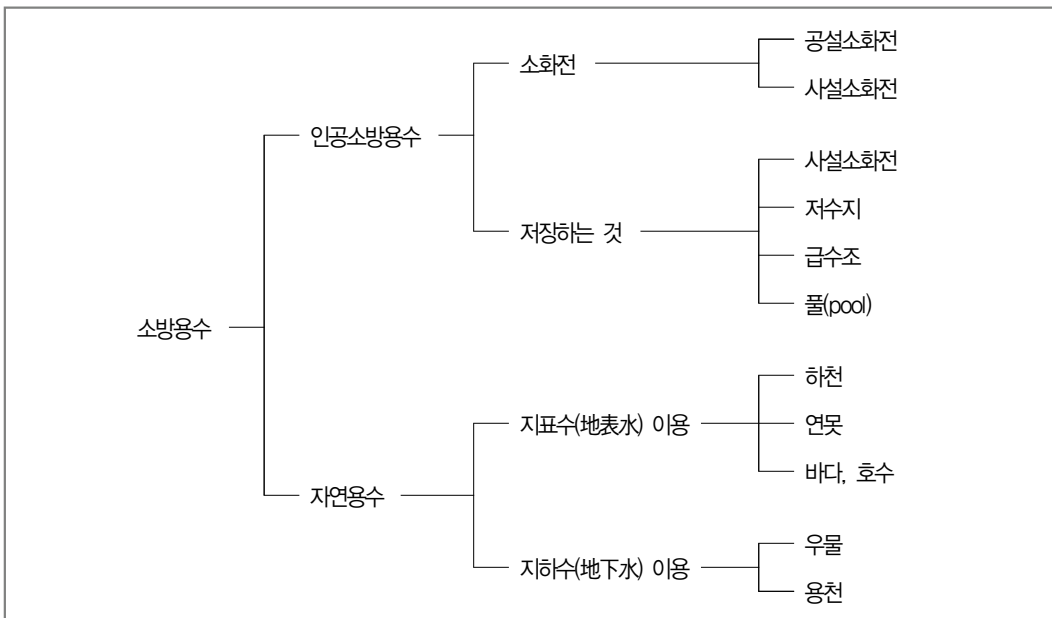 공설소화전
소화전
사설소화전
인공소방용수
사설소화전
저수지
저장하는 것
급수조
풀(pool)
소방용수
하천
지표수(地表水) 이용
연못
바다, 호수
자연용수
우물
지하수(地下水) 이용
용천